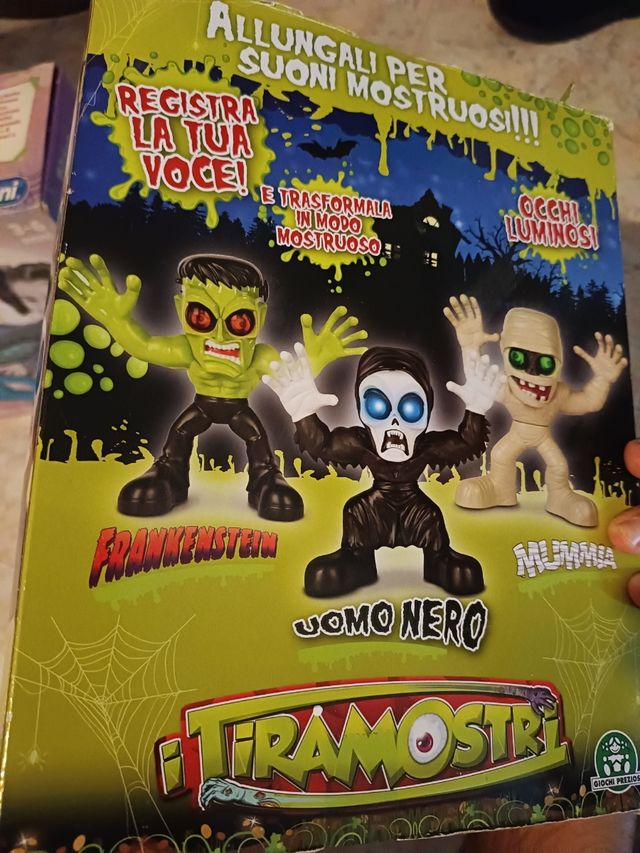 ALLUNGALI PER
SUONI MOSTRUOSI!!!
REGISTRA
LA TUA
VOCE!
E TRASFORMALA
IN MODO
MOSTRUOSO
OCCHI
LUMINOSI
FRANKENSTEIN
UOMO NERO
MUMMIA
i TIRAMOSTRI
GIOCHI PREZIOSI